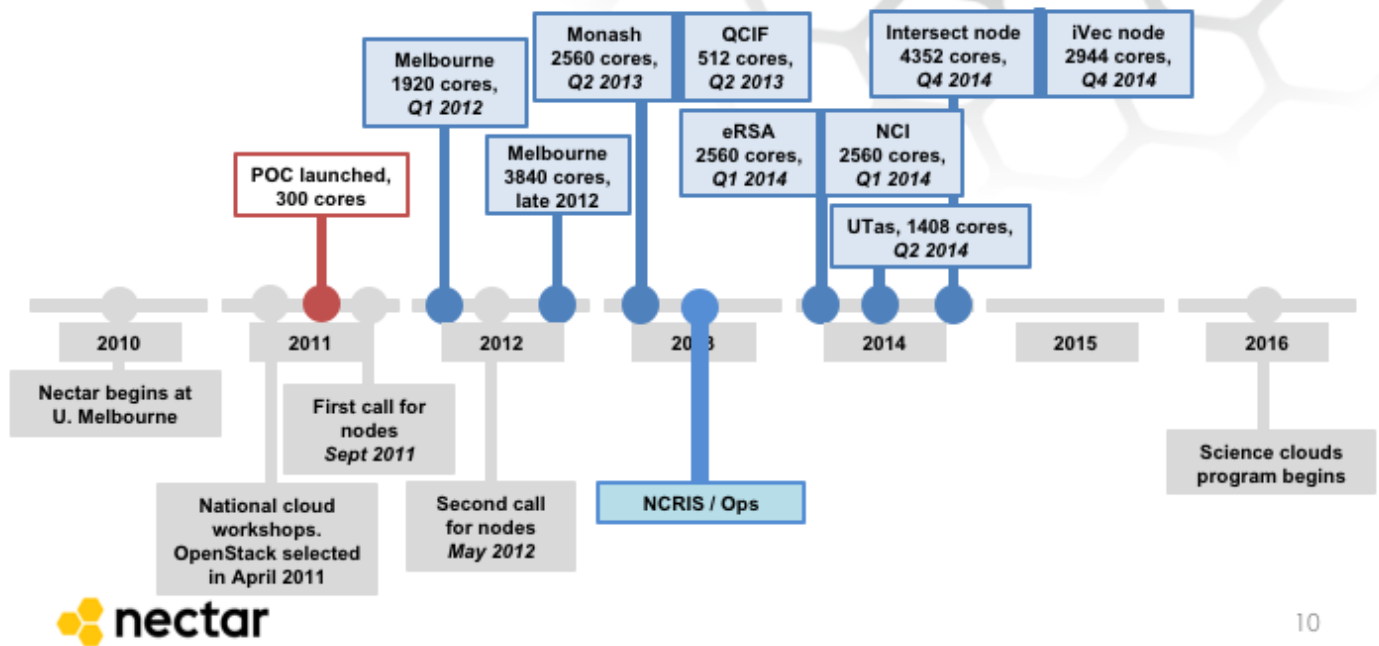 Monash
2560 cores,
Q2 2013
QCIF
512 cores,
Q2 2013
Intersect node
4352 cores,
Q4 2014
iVec node
2944 cores,
Q4 2014
Melbourne
1920 cores,
Q1 2012
eRSA
2560 cores,
Q1 2014
NCI
2560 cores,
Q1 2014
POC launched,
300 cores
Melbourne
3840 cores,
late 2012
UTas, 1408 cores,
Q2 2014
2010
2011
2012
2013
2014
2015
2016
Nectar begins at
U. Melbourne
First call for
nodes
Sept 2011
National cloud
workshops.
OpenStack selected
in April 2011
Second call
for nodes
May 2012
NCRIS / Ops
Science clouds
program begins
nectar
10